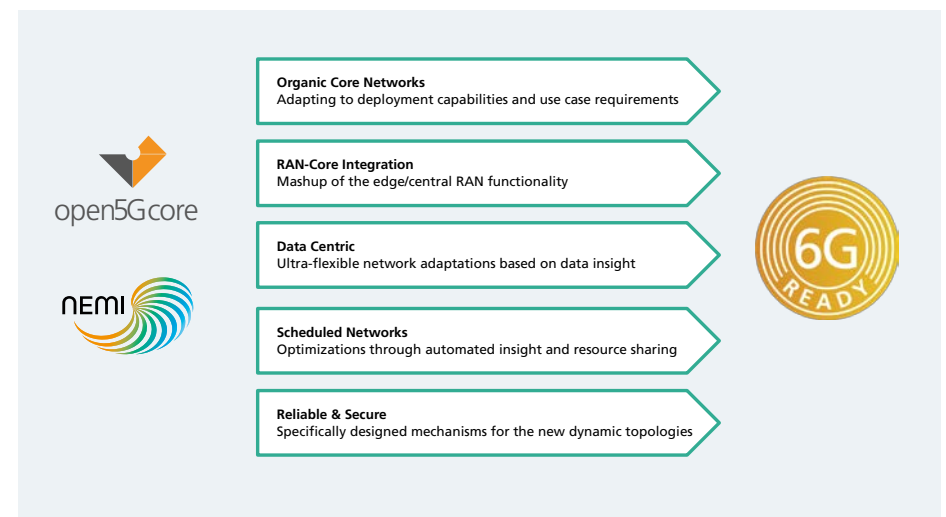 open5Gcore
nemi
Organic Core Networks
Adapting to deployment capabilities and use case requirements
RAN-Core Integration
Mashup of the edge/central RAN functionality
Data Centric
Ultra-flexible network adaptations based on data insight
Scheduled Networks
Optimizations through automated insight and resource sharing
Reliable & Secure
Specifically designed mechanisms for the new dynamic topologies
6G
READY